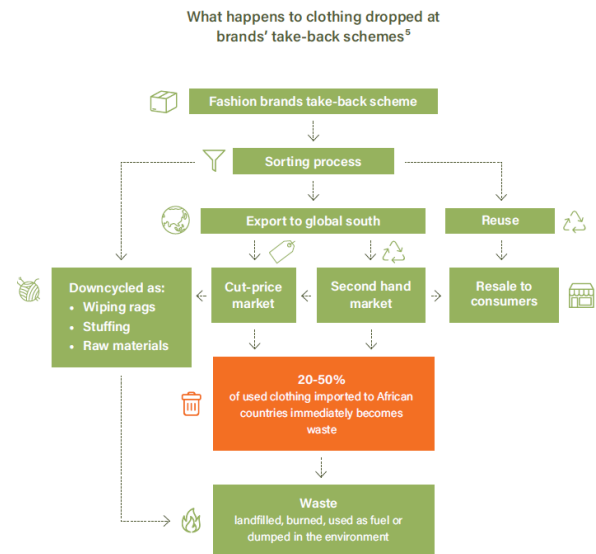 What happens to clothing dropped at
brands’ take-back schemes⁵
Fashion brands take-back scheme
Sorting process
Export to global south
Reuse
Downcycled as:
• Wiping rags
• Stuffing
• Raw materials
Cut-price
market
Second hand
market
Resale to
consumers
20-50%
of used clothing imported to African
countries immediately becomes
waste
Waste
landfilled, burned, used as fuel or
dumped in the environment